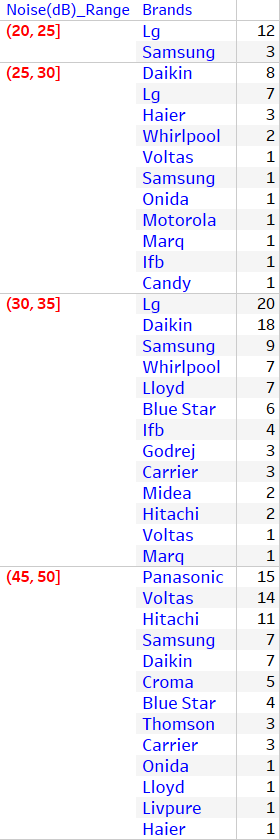 Noise(dB)_Range Brands
(20, 25] Lg 12
Samsung 3
(25, 30] Daikin 8
Lg 7
Haier 3
Whirlpool 2
Voltas 1
Samsung 1
Onida 1
Motorola 1
Marq 1
Ifb 1
Candy 1
(30, 35] Lg 20
Daikin 18
Samsung 9
Whirlpool 7
Lloyd 7
Blue Star 6
Ifb 4
Godrej 3
Carrier 3
Midea 2
Hitachi 2
Voltas 1
Marq 1
(45, 50] Panasonic 15
Voltas 14
Hitachi 11
Samsung 7
Daikin 7
Croma 5
Blue Star 4
Thomson 3
Carrier 3
Onida 1
Lloyd 1
Livpure 1
Haier 1